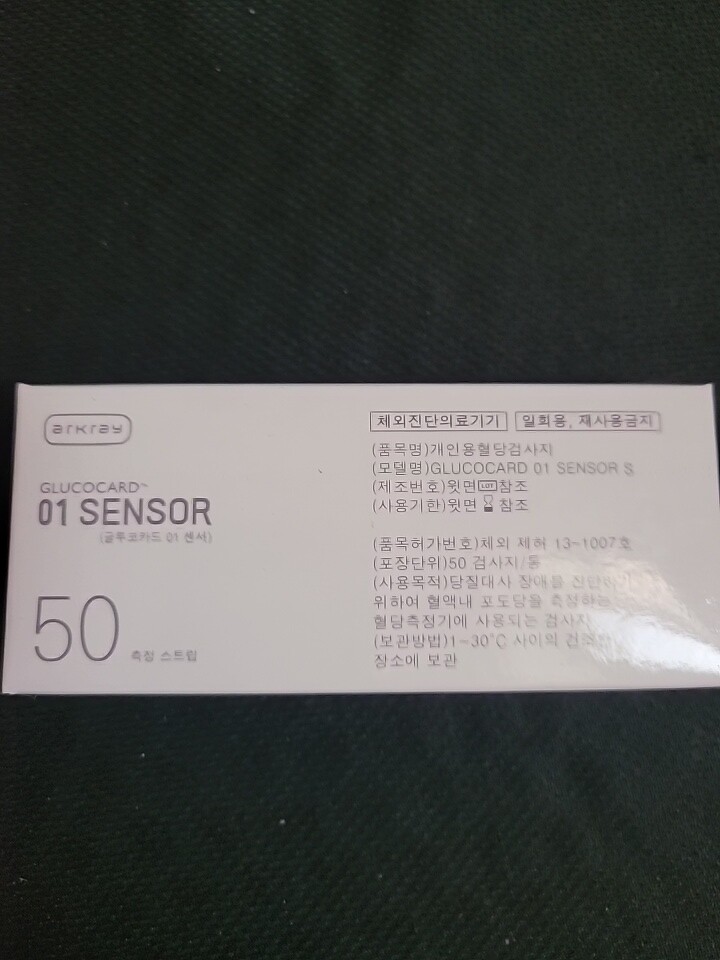 arkray
GLUCOCARD™
01 SENSOR
(글루코카드 01 센서)
50 측정 스트립
체외진단의료기기 일회용, 재사용금지
(품목명)개인용혈당검사지
(모델명)GLUCOCARD 01 SENSOR S
(제조번호)윗면 LOT 참조
(사용기한)윗면 참조
(품목허가번호)체외 제허 13-1007호
(포장단위)50 검사지/통
(사용목적)당질대사 장애를 진단하기
위하여 혈액내 포도당을 측정하는
혈당측정기에 사용되는 검사지
(보관방법)1~30℃ 사이의
장소에 보관